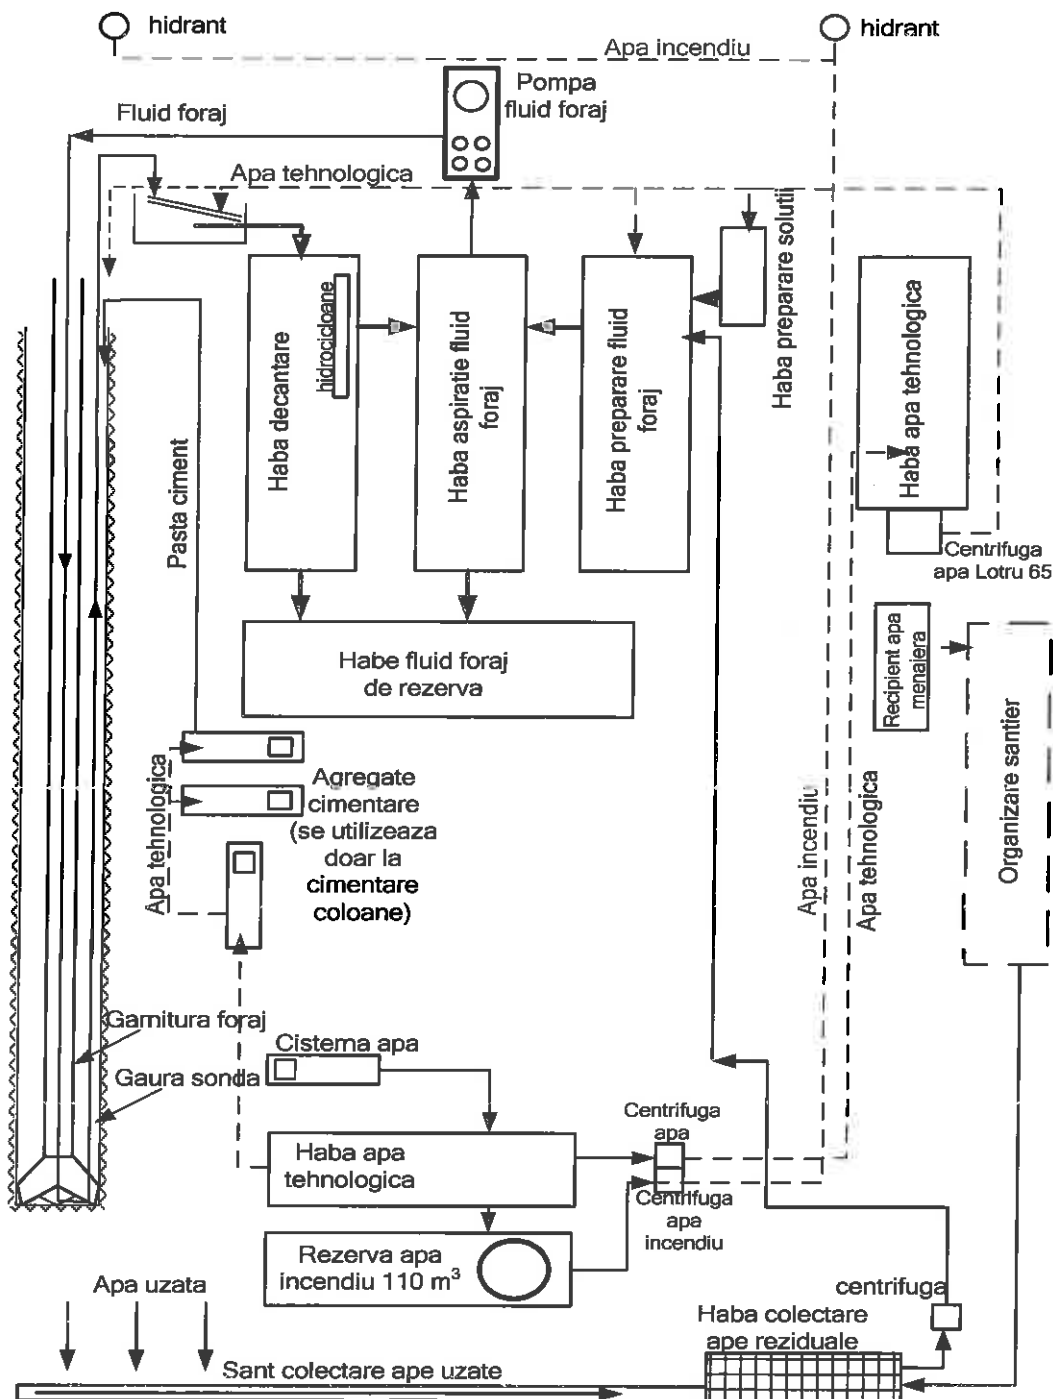 hidrant
hidrant
Apa incendiu
Pompa
fluid foraj
Fluid foraj
Apa tehnologica
Haba preparare solutii
Haba decantare
hidrocicloane
Haba aspiratie fluid
foraj
Haba preparare fluid
foraj
Haba apa tehnologica
Pasta ciment
Centrifuga
apa Lotru 65
Habe fluid foraj
de rezerva
Recipient apa
menajera
Organizare santier
Apa tehnologica
Agregate
cimentare
(se utilizeaza
doar la
cimentare
coloane)
Apa incendiu
Apa tehnologica
Garnitura foraj
Gaura sonda
Cisterna apa
Centrifuga
apa
Haba apa
tehnologica
Centrifuga
apa
incendiu
Rezerva apa
incendiu 110 m³
Apa uzata
centrifuga
Haba colectare
ape reziduale
Sant colectare ape uzate